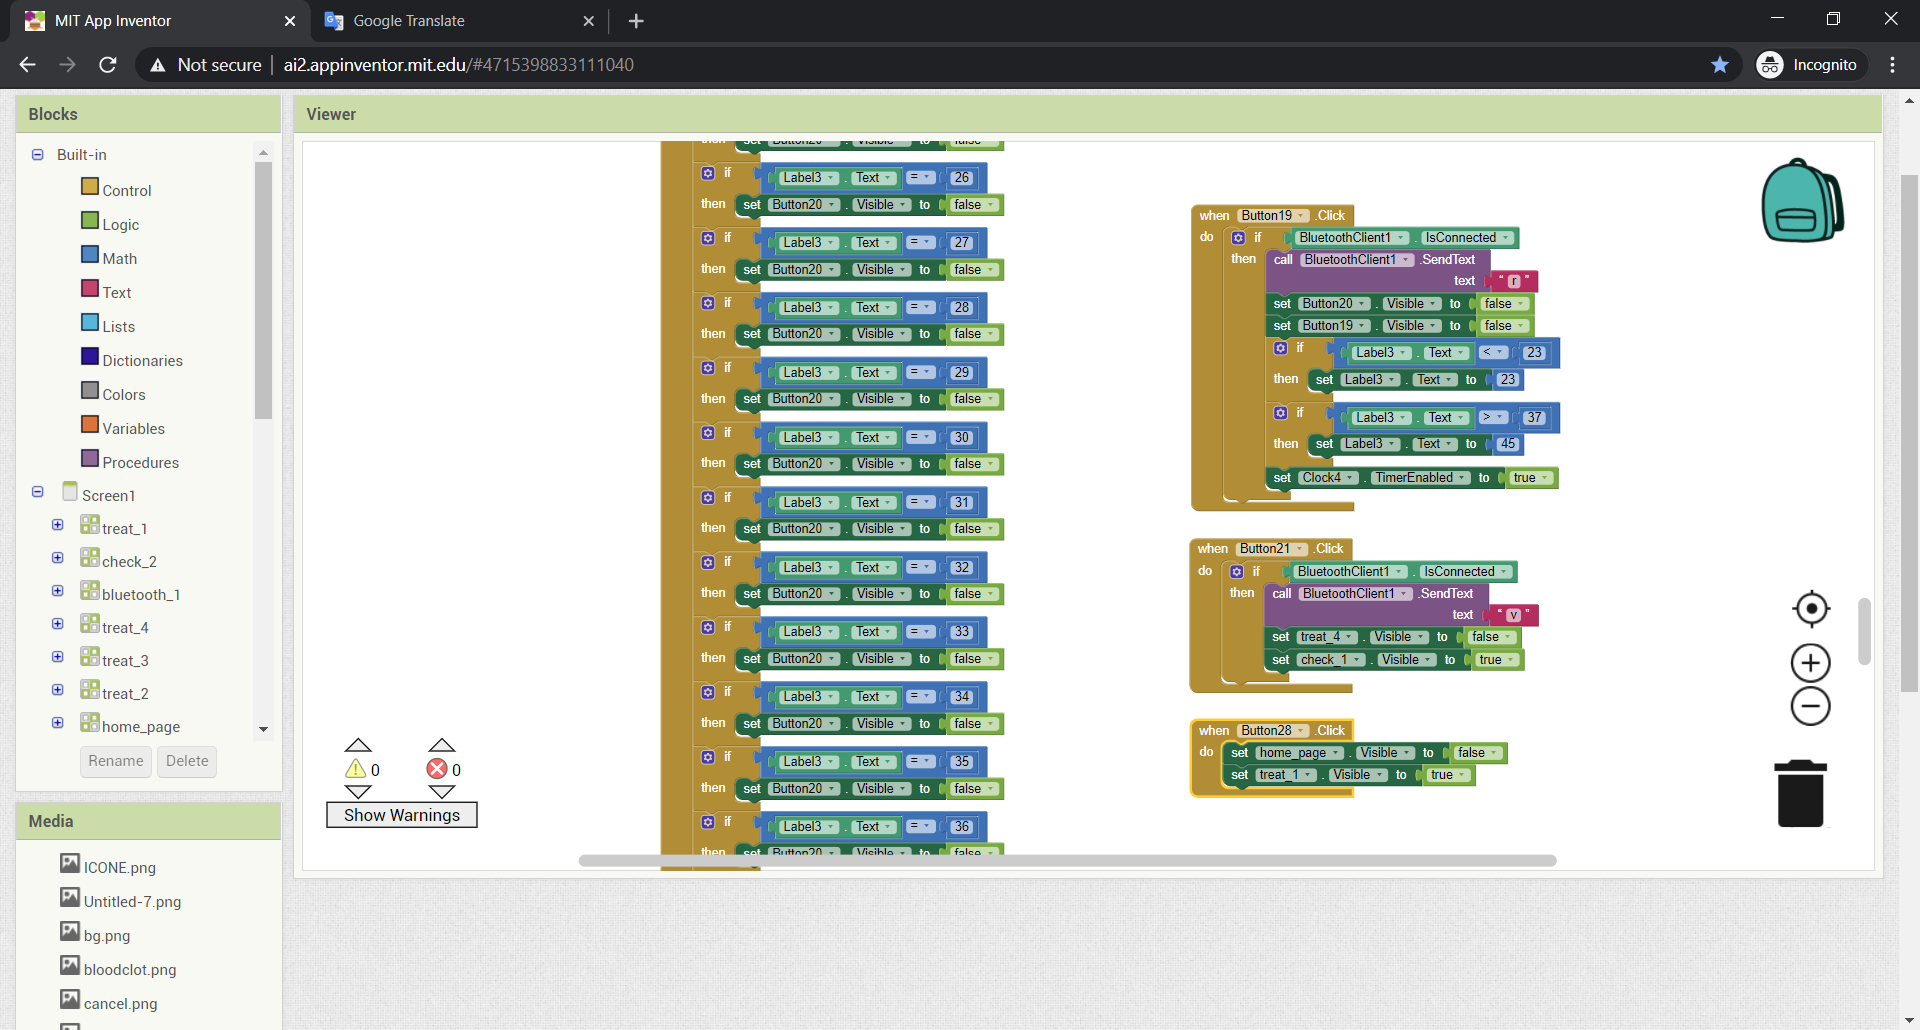 MIT App Inventor
Google Translate
Not secure
ai2.appinventor.mit.edu/#4715398833111040
Incognito
Blocks
Built-in
Control
Logic
Math
Text
Lists
Dictionaries
Colors
Variables
Procedures
Screen1
treat_1
check_2
bluetooth_1
treat_4
treat_3
treat_2
home_page
Rename Delete
Media
ICONE.png
Untitled-7.png
bg.png
bloodclot.png
cancel.png
Viewer
then set Button20 . Visible to false
if Label3 . Text = 26
then set Button20 . Visible to false
if Label3 . Text = 27
then set Button20 . Visible to false
if Label3 . Text = 28
then set Button20 . Visible to false
if Label3 . Text = 29
then set Button20 . Visible to false
if Label3 . Text = 30
then set Button20 . Visible to false
if Label3 . Text = 31
then set Button20 . Visible to false
if Label3 . Text = 32
then set Button20 . Visible to false
if Label3 . Text = 33
then set Button20 . Visible to false
if Label3 . Text = 34
then set Button20 . Visible to false
if Label3 . Text = 35
then set Button20 . Visible to false
if Label3 . Text = 36
then set Button20 . Visible to false
when Button19 .Click
do if BluetoothClient1 . IsConnected
then call BluetoothClient1 .SendText
text " r "
set Button20 . Visible to false
set Button19 . Visible to false
if Label3 . Text < 23
then set Label3 . Text to 23
if Label3 . Text > 37
then set Label3 . Text to 45
set Clock4 . TimerEnabled to true
when Button21 .Click
do if BluetoothClient1 . IsConnected
then call BluetoothClient1 .SendText
text " v "
set treat_4 . Visible to false
set check_1 . Visible to true
when Button28 .Click
do set home_page . Visible to false
set treat_1 . Visible to true
0 0
Show Warnings